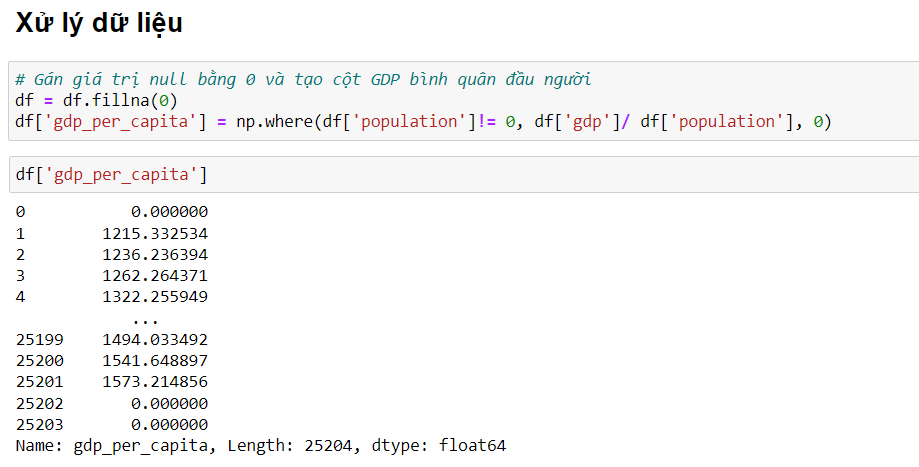 Xử lý dữ liệu
# Gán giá trị null bằng 0 và tạo cột GDP bình quân đầu người
df = df.fillna(0)
df['gdp_per_capita'] = np.where(df['population']!= 0, df['gdp']/ df['population'], 0)
df['gdp_per_capita']
0 0.000000
1 1215.332534
2 1236.236394
3 1262.264371
4 1322.255949
...
25199 1494.033492
25200 1541.648897
25201 1573.214856
25202 0.000000
25203 0.000000
Name: gdp_per_capita, Length: 25204, dtype: float64